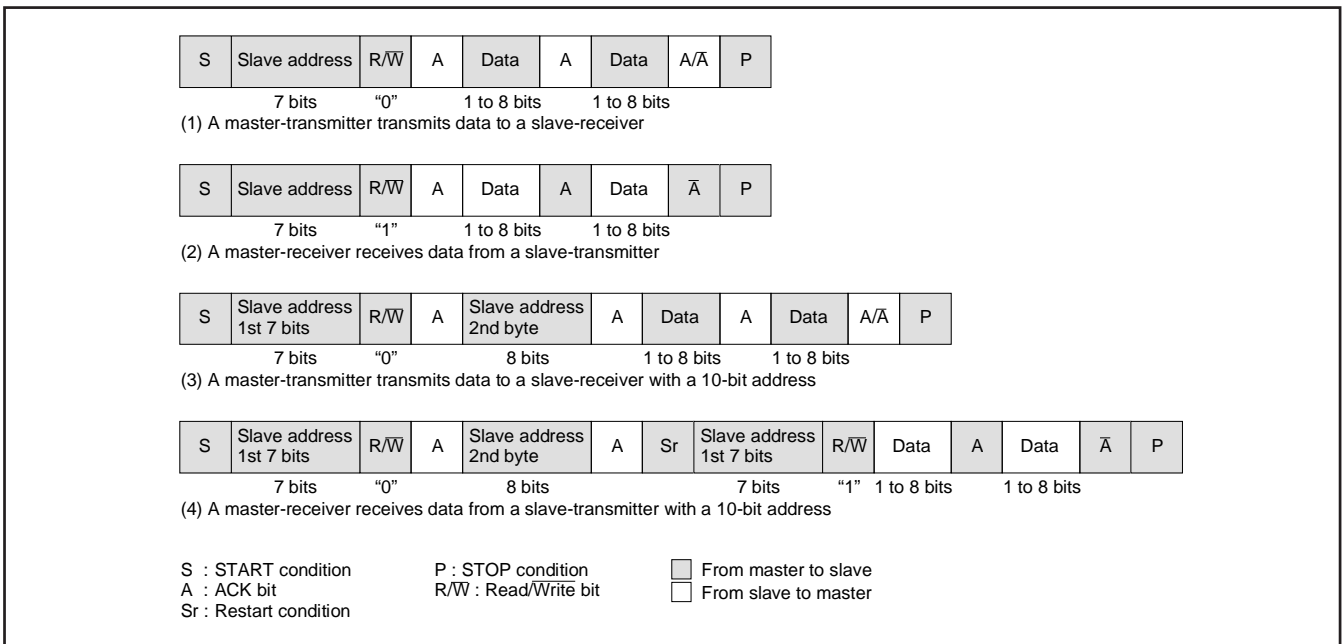 S Slave address R/W̅ A Data A Data A/A̅ P
7 bits “0” 1 to 8 bits 1 to 8 bits
(1) A master-transmitter transmits data to a slave-receiver
S Slave address R/W̅ A Data A Data A̅ P
7 bits “1” 1 to 8 bits 1 to 8 bits
(2) A master-receiver receives data from a slave-transmitter
S Slave address 1st 7 bits R/W̅ A Slave address 2nd byte A Data A Data A/A̅ P
7 bits “0” 8 bits 1 to 8 bits 1 to 8 bits
(3) A master-transmitter transmits data to a slave-receiver with a 10-bit address
S Slave address 1st 7 bits R/W̅ A Slave address 2nd byte A Sr Slave address 1st 7 bits R/W̅ Data A Data A̅ P
7 bits “0” 8 bits 7 bits “1” 1 to 8 bits 1 to 8 bits
(4) A master-receiver receives data from a slave-transmitter with a 10-bit address
S : START condition P : STOP condition From master to slave
A : ACK bit R/W̅ : Read/W̅r̅i̅t̅e̅ bit From slave to master
Sr : Restart condition